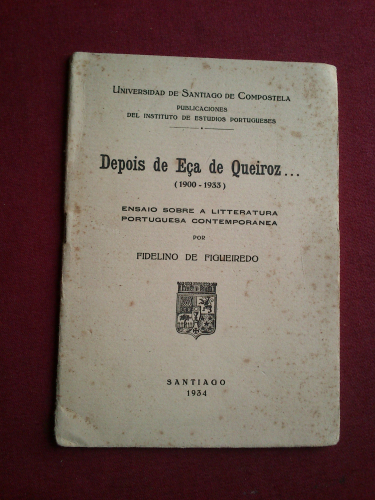 UNIVERSIDAD DE SANTIAGO DE COMPOSTELA
PUBLICACIONES
DEL INSTITUTO DE ESTUDIOS PORTUGUESES
Depois de Eça de Queiroz...
(1900-1933)
ENSAIO SOBRE A LITTERATURA
PORTUGUESA CONTEMPORANEA
POR
FIDELINO DE FIGUEIREDO
SANTIAGO
1934